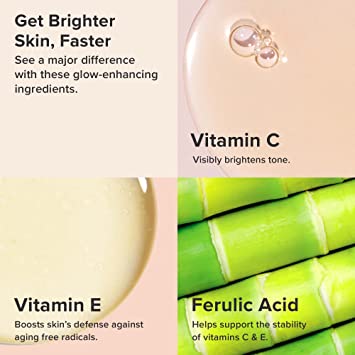 Get Brighter
Skin, Faster
See a major difference
with these glow-enhancing
ingredients.
Vitamin C
Visibly brightens tone.
Vitamin E
Boosts skin's defense against
aging free radicals.
Ferulic Acid
Helps support the stability
of vitamins C & E.